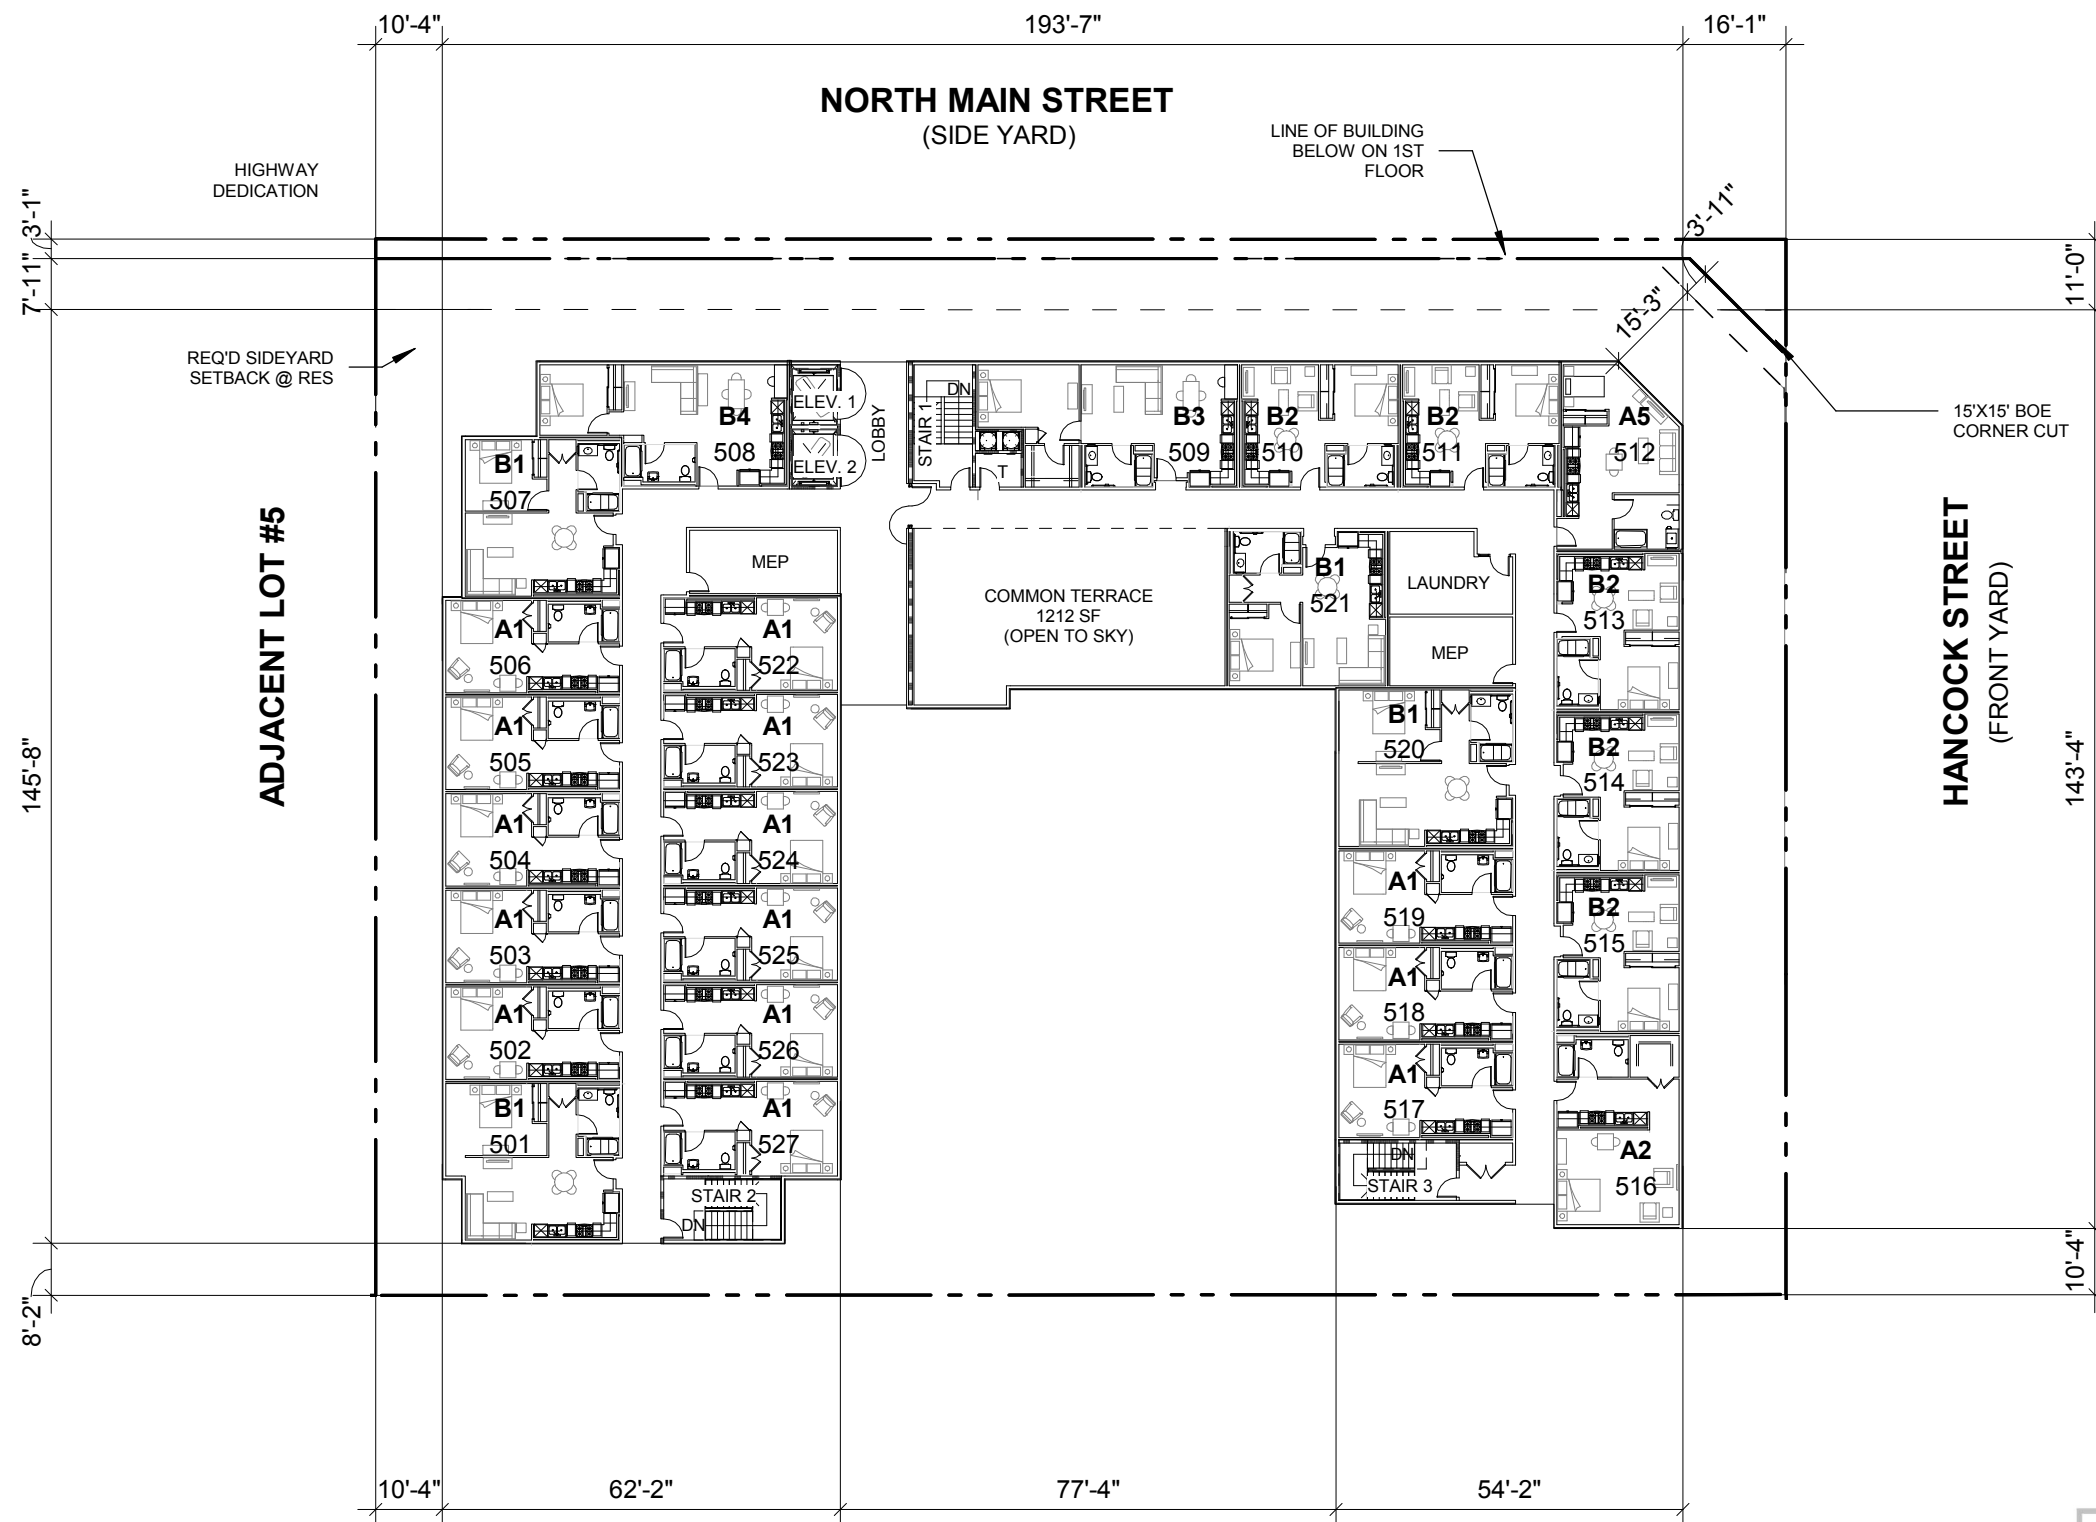 10'-4"
193'-7"
16'-1"
NORTH MAIN STREET
(SIDE YARD)
LINE OF BUILDING
BELOW ON 1ST
FLOOR
HIGHWAY
DEDICATION
3'-1"
7'-11"
145'-8"
8'-2"
3'-11"
15'-3"
11'-0"
143'-4"
10'-4"
REQ'D SIDEYARD
SETBACK @ RES
15'X15' BOE
CORNER CUT
ADJACENT LOT #5
HANCOCK STREET
(FRONT YARD)
B4
508
ELEV. 1
ELEV. 2
LOBBY
STAIR 1
DN
T
B3
509
B2
510
B2
511
A5
512
B1
507
MEP
COMMON TERRACE
1212 SF
(OPEN TO SKY)
B1
521
LAUNDRY
MEP
B2
513
A1
506
A1
522
A1
505
A1
523
B1
520
B2
514
A1
504
A1
524
A1
519
B2
515
A1
503
A1
525
A1
518
A1
502
A1
526
A1
517
B1
501
A1
527
A2
516
STAIR 2
DN
DN
STAIR 3
10'-4"
62'-2"
77'-4"
54'-2"